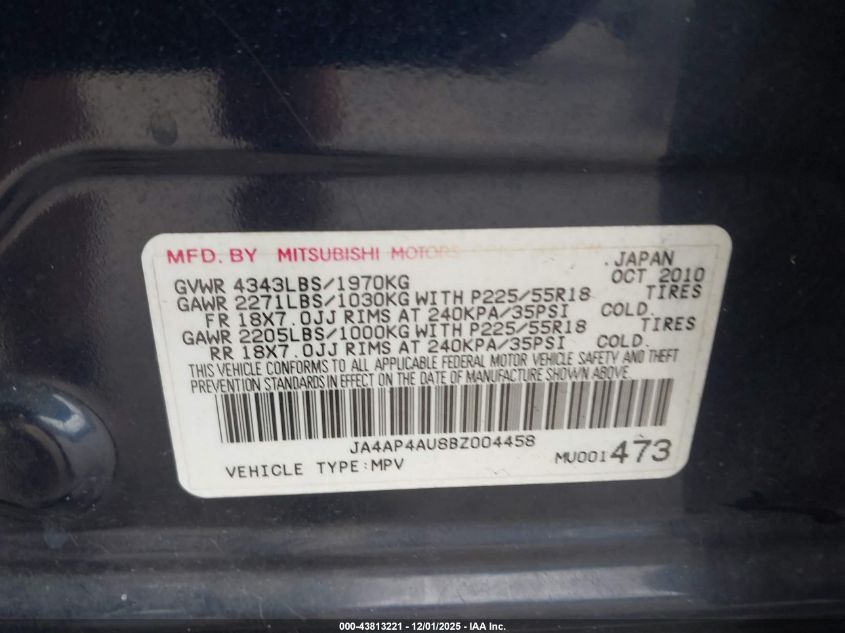 MFD. BY MITSUBISHI MOTORS CORPORATION, JAPAN
GVWR 4343LBS/1970KG OCT 2010
GAWR 2271LBS/1030KG WITH P225/55R18 TIRES
FR 18X7.0JJ RIMS AT 240KPA/35PSI COLD.
GAWR 2205LBS/1000KG WITH P225/55R18 TIRES
RR 18X7.0JJ RIMS AT 240KPA/35PSI COLD.
THIS VEHICLE CONFORMS TO ALL APPLICABLE FEDERAL MOTOR VEHICLE SAFETY AND THEFT
PREVENTION STANDARDS IN EFFECT ON THE DATE OF MANUFACTURE SHOWN ABOVE.
JA4AP4AU8BZ004458
VEHICLE TYPE:MPV MU001473
000-43813221 - 12/01/2025 - IAA Inc.